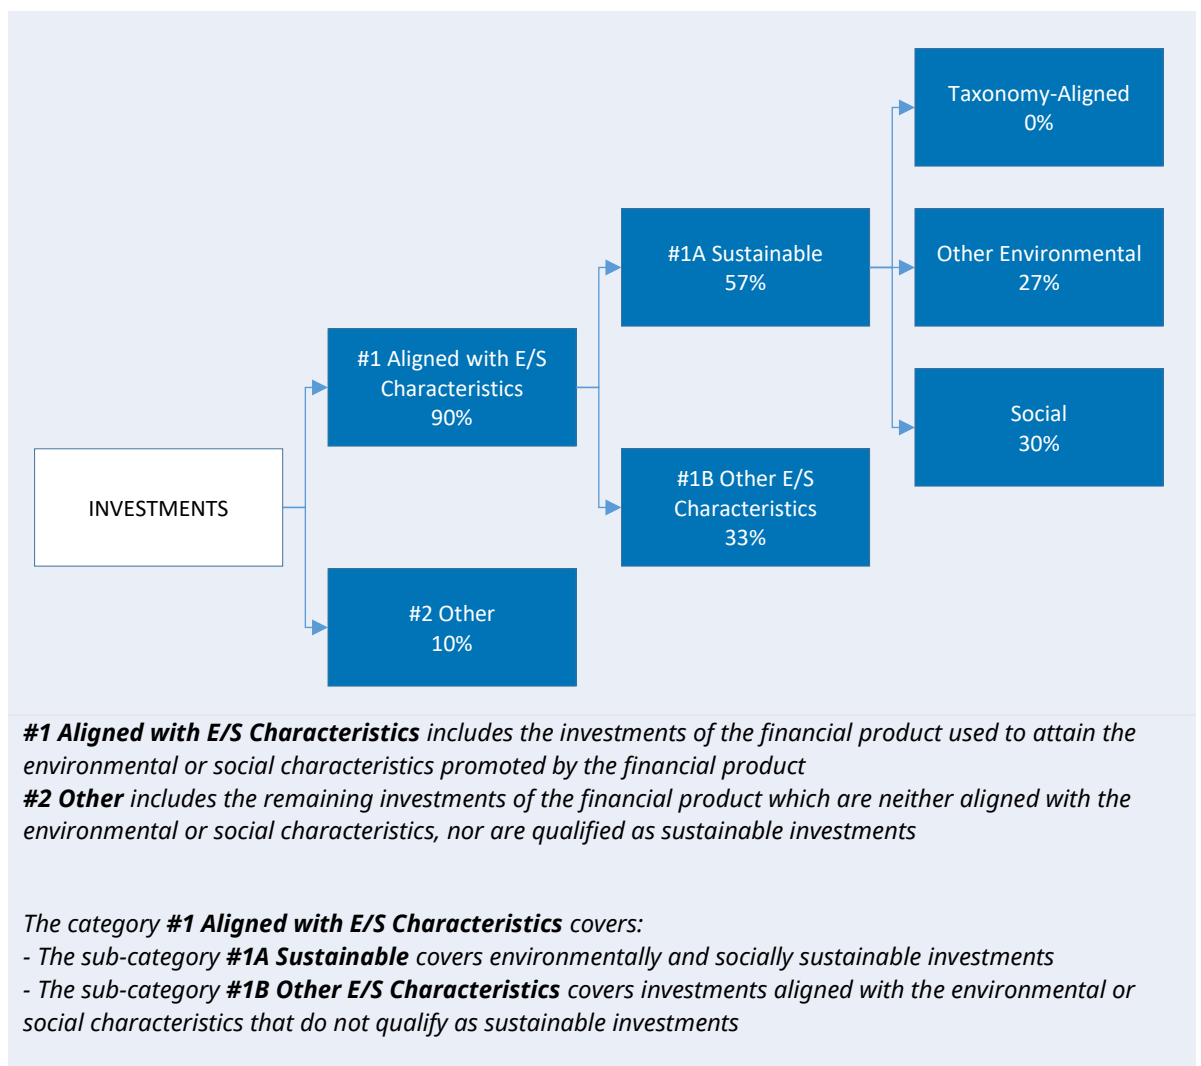 Taxonomy-Aligned
0%
#1A Sustainable
57%
Other Environmental
27%
#1 Aligned with E/S
Characteristics
90%
Social
30%
INVESTMENTS
#1B Other E/S
Characteristics
33%
#2 Other
10%
#1 Aligned with E/S Characteristics includes the investments of the financial product used to attain the
environmental or social characteristics promoted by the financial product
#2 Other includes the remaining investments of the financial product which are neither aligned with the
environmental or social characteristics, nor are qualified as sustainable investments
The category #1 Aligned with E/S Characteristics covers:
- The sub-category #1A Sustainable covers environmentally and socially sustainable investments
- The sub-category #1B Other E/S Characteristics covers investments aligned with the environmental or
social characteristics that do not qualify as sustainable investments